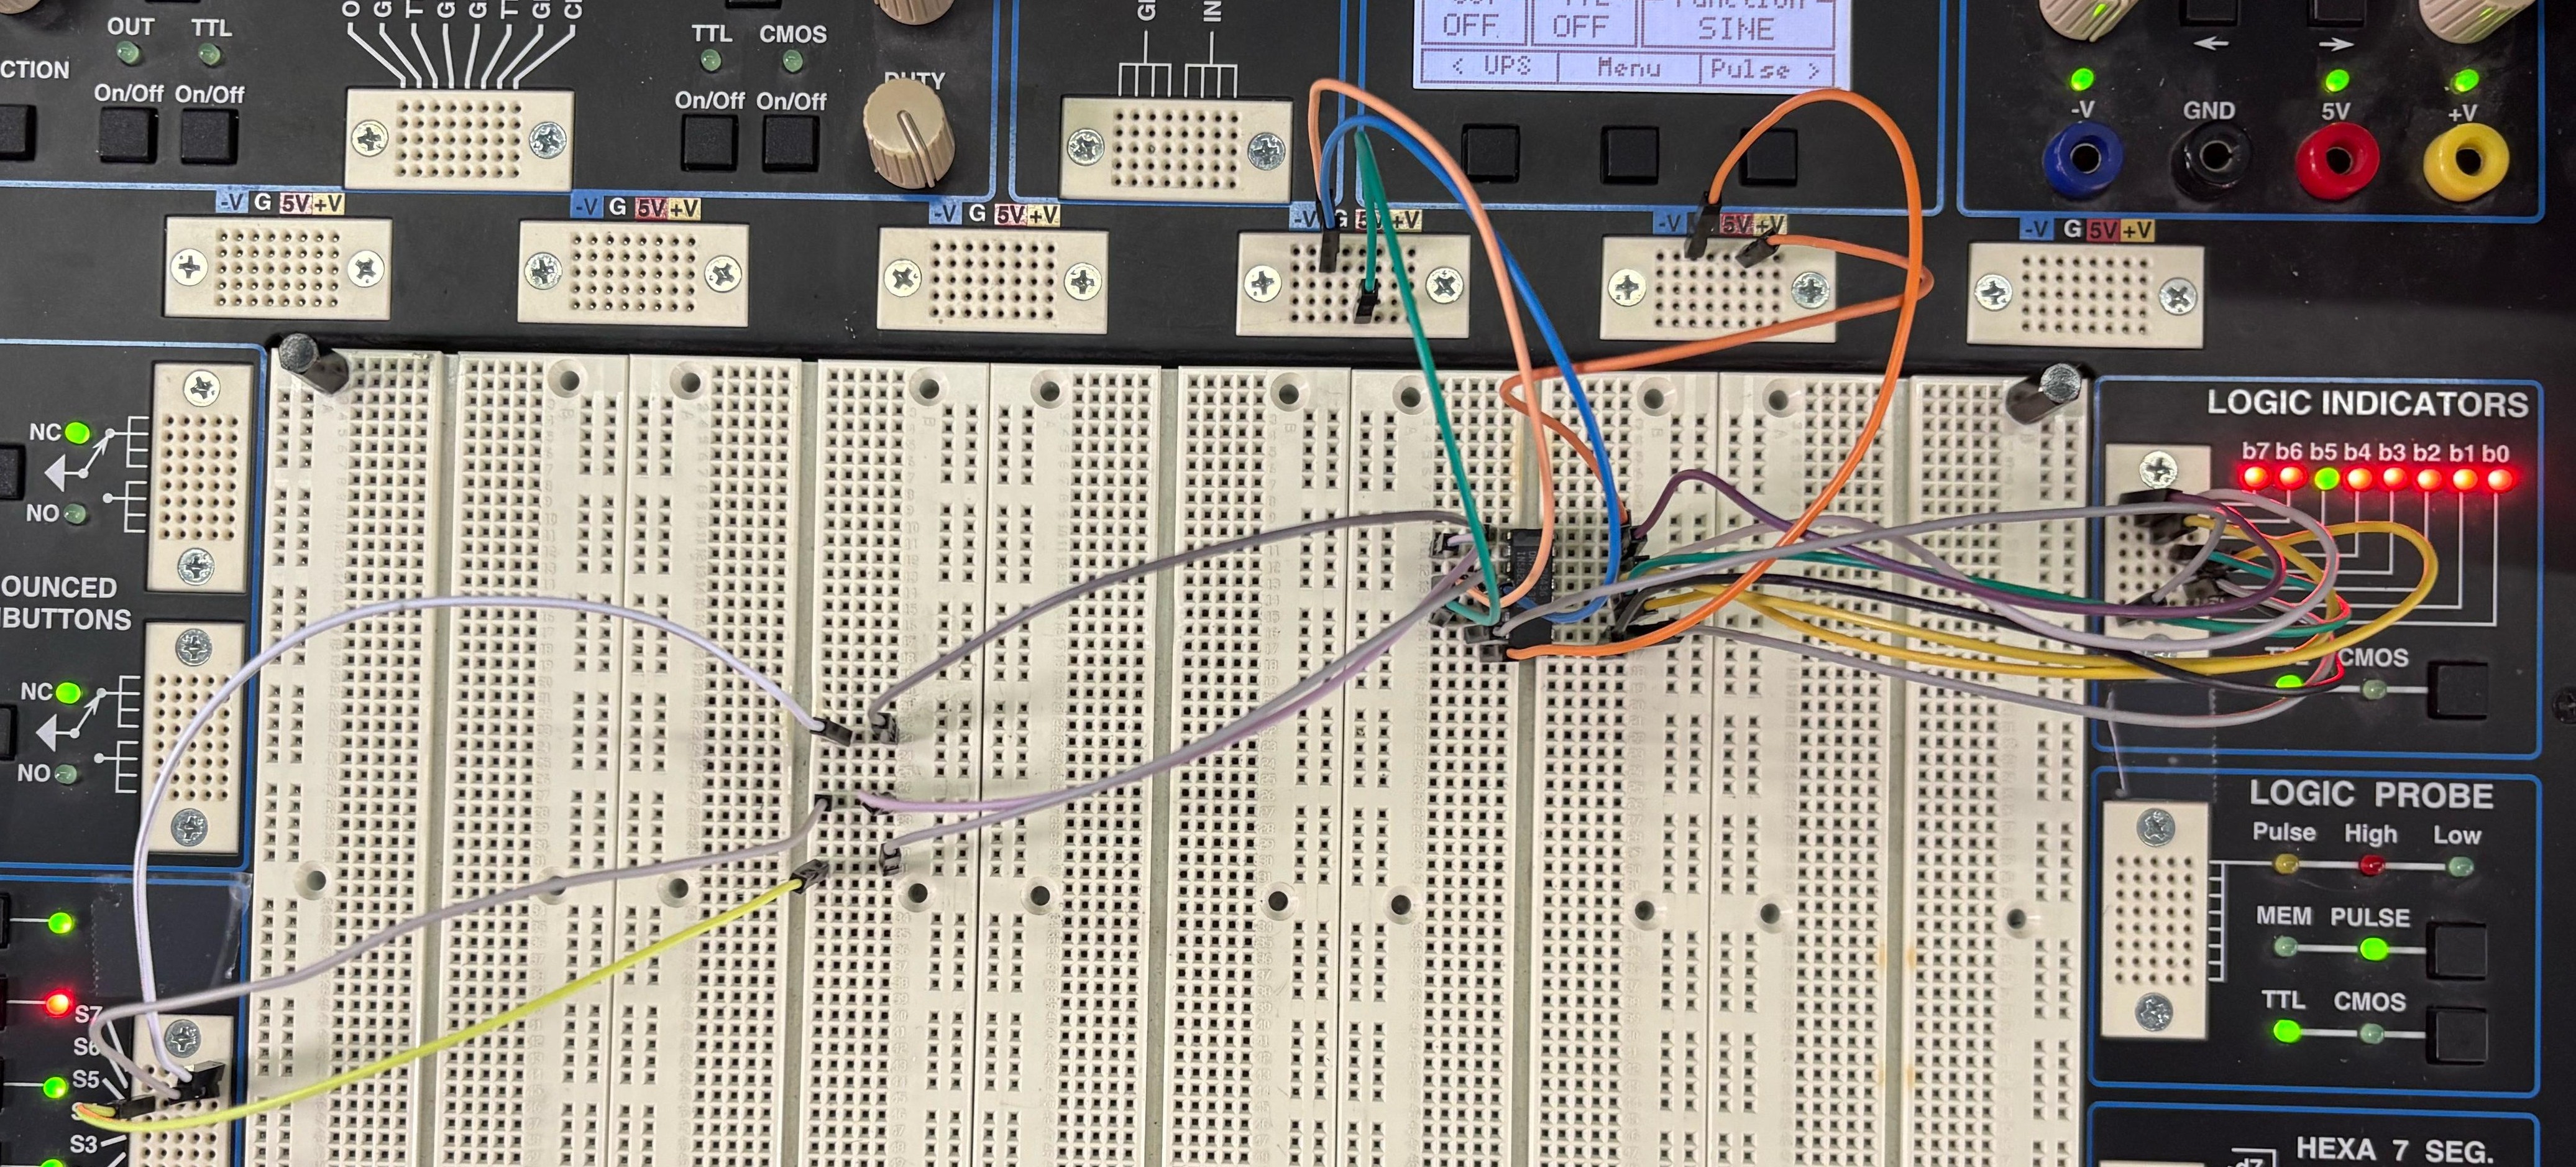 OFF
OFF
SINE
< UPS
Menu
Pulse >
OUT
TTL
On/Off
On/Off
TTL
CMOS
On/Off
On/Off
DUTY
-V
GND
5V
+V
-V G 5V +V
-V G 5V +V
-V G 5V +V
-V G 5V +V
-V 5V +V
-V G 5V +V
NC
NO
BUTTONS
NC
NO
S7
S6
S5
S3
LOGIC INDICATORS
b7 b6 b5 b4 b3 b2 b1 b0
CMOS
LOGIC PROBE
Pulse High Low
MEM PULSE
TTL CMOS
HEXA 7 SEG.